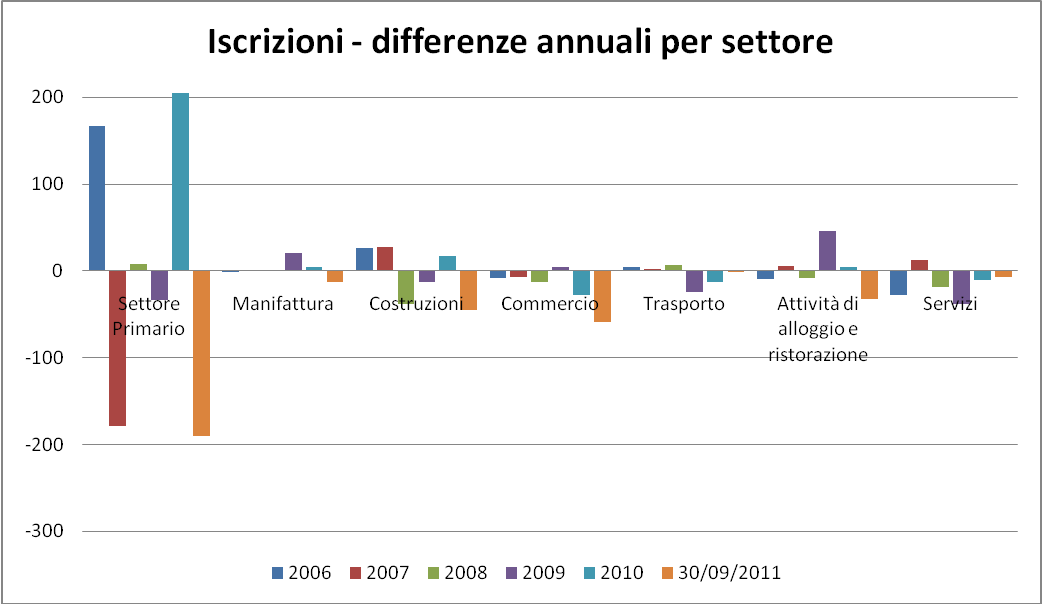 Iscrizioni - differenze annuali per settore
200
100
0
-100
-200
-300
Settore
Primario
Manifattura
Costruzioni
Commercio
Trasporto
Attività di
alloggio e
ristorazione
Servizi
2006 2007 2008 2009 2010 30/09/2011